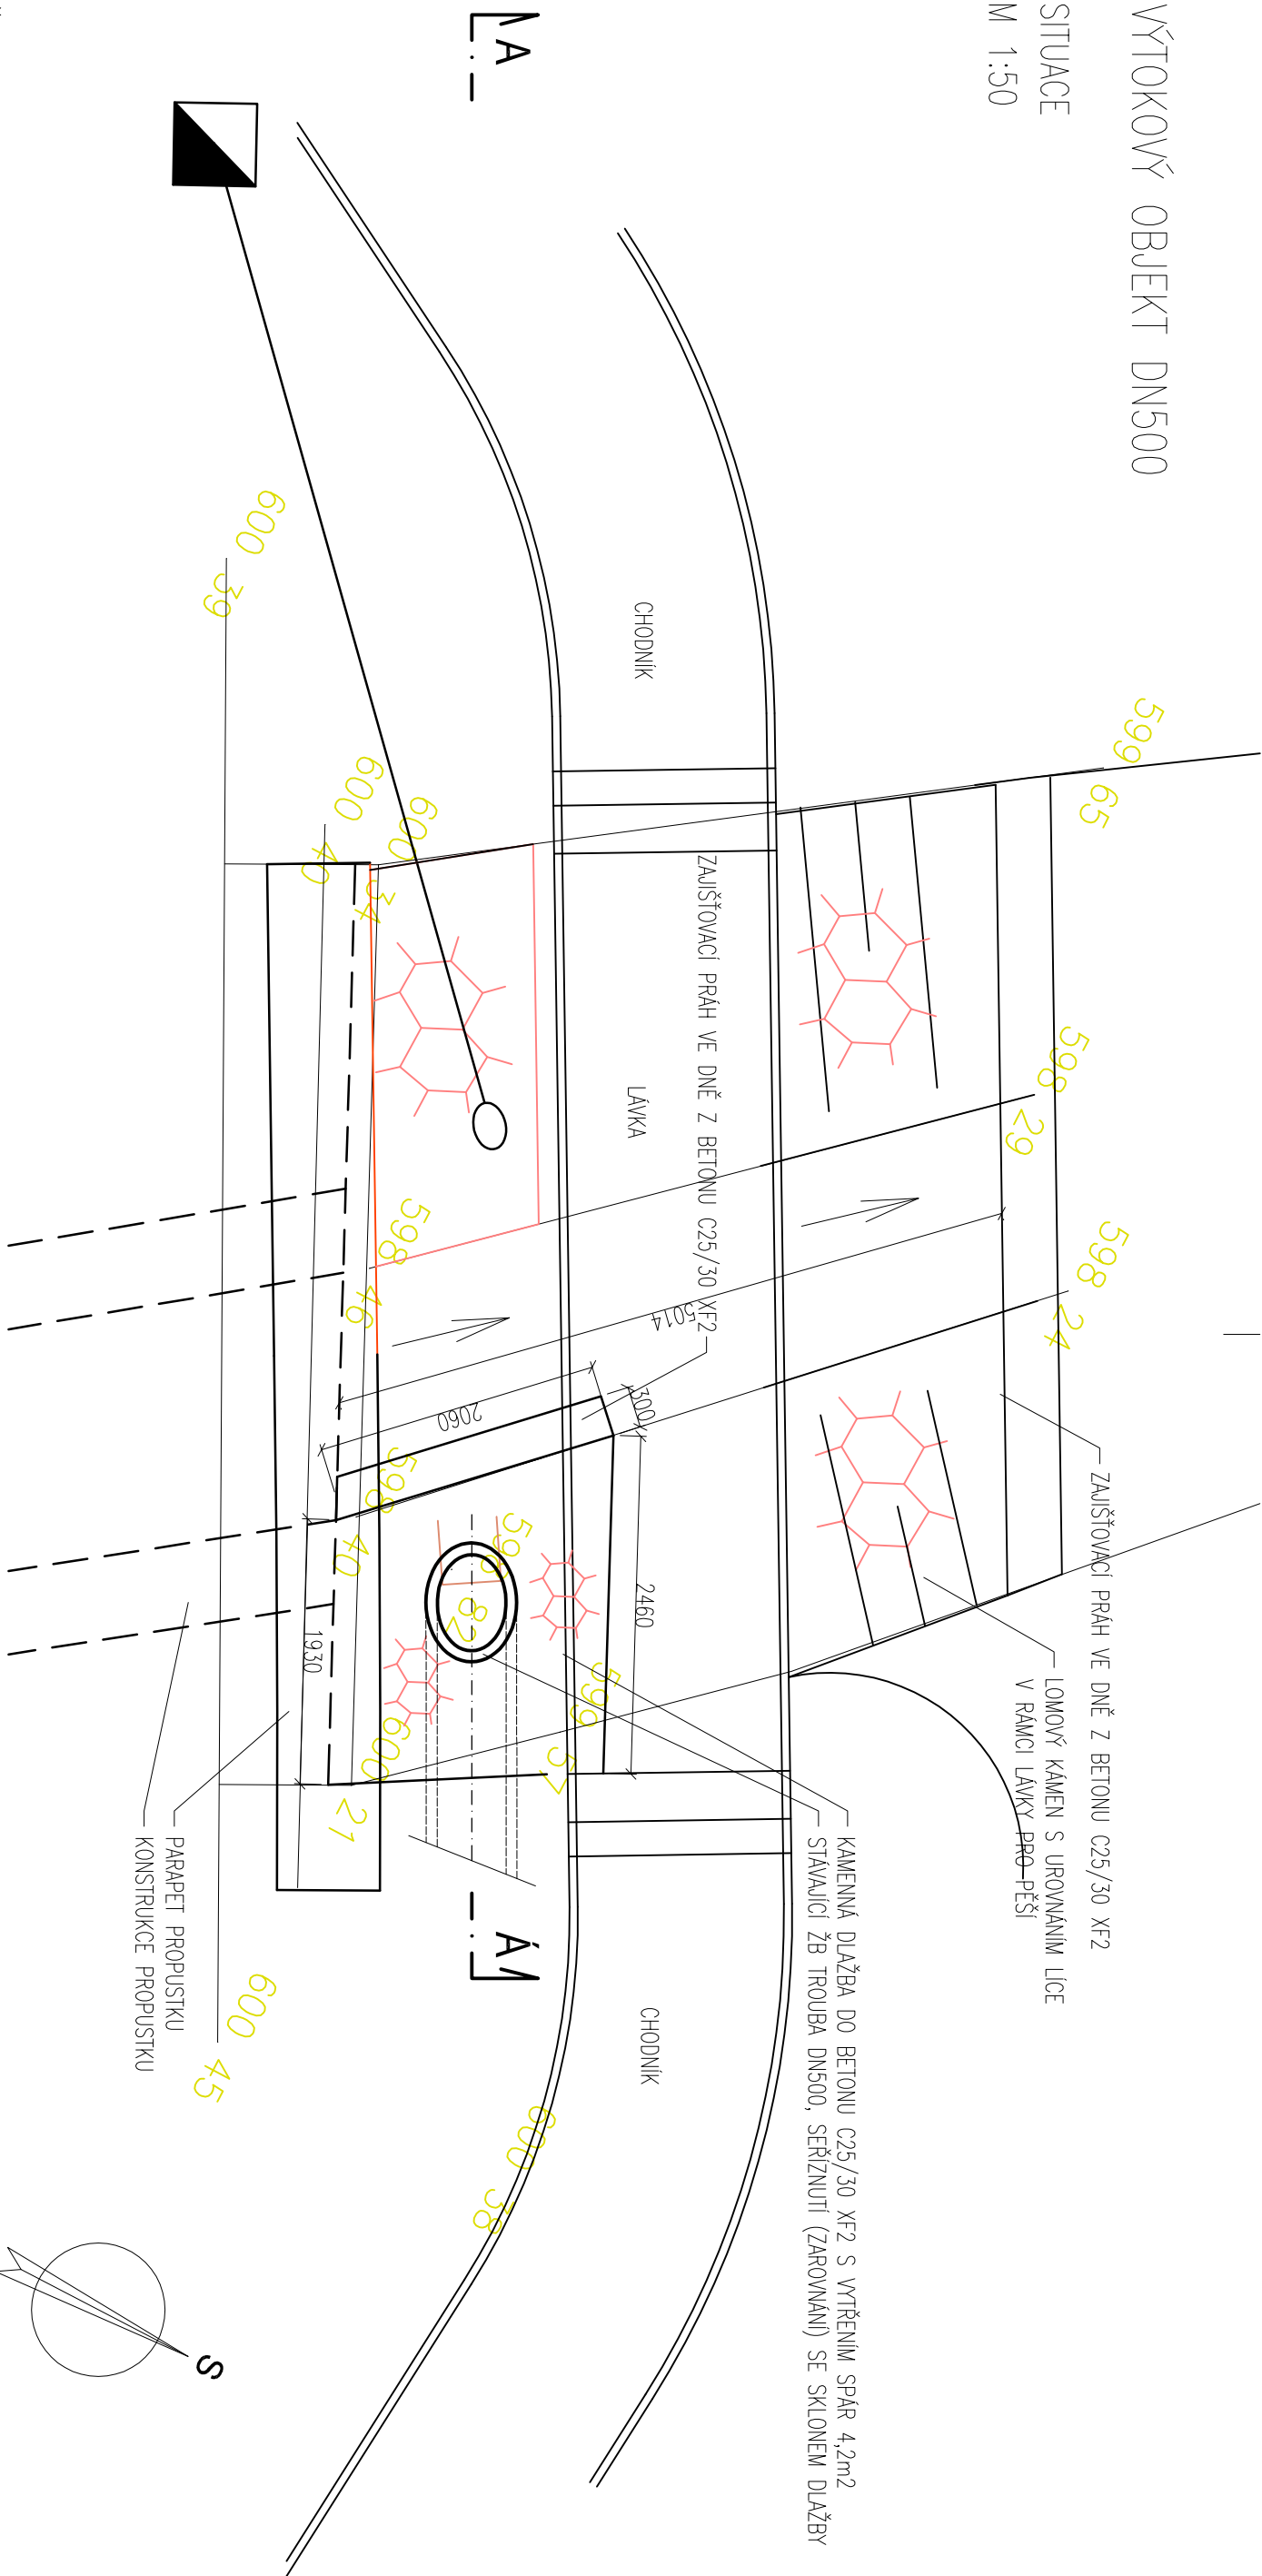 VÝTOKOVÝ OBJEKT DN500
SITUACE
M 1:50
A
Á
CHODNÍK
LÁVKA
CHODNÍK
ZAJIŠŤOVACÍ PRÁH VE DNĚ Z BETONU C25/30 XF2
ZAJIŠŤOVACÍ PRÁH VE DNĚ Z BETONU C25/30 XF2
LOMOVÝ KÁMEN S UROVNÁNÍM LÍCE
V RÁMCI LÁVKY PRO PĚŠÍ
KAMENNÁ DLAŽBA DO BETONU C25/30 XF2 S VYTŘENÍM SPÁR 4,2m2
STÁVAJÍCÍ ŽB TROUBA DN500, SEŘÍZNUTÍ (ZAROVNÁNÍ) SE SKLONEM DLAŽBY
PARAPET PROPUSTKU
KONSTRUKCE PROPUSTKU
599 65
598 29
598 24
600 39
600 40
600 34
598 46
598 40
82
599 57
600 21
600 45
600 38
5014
2060
300
2460
1930
S